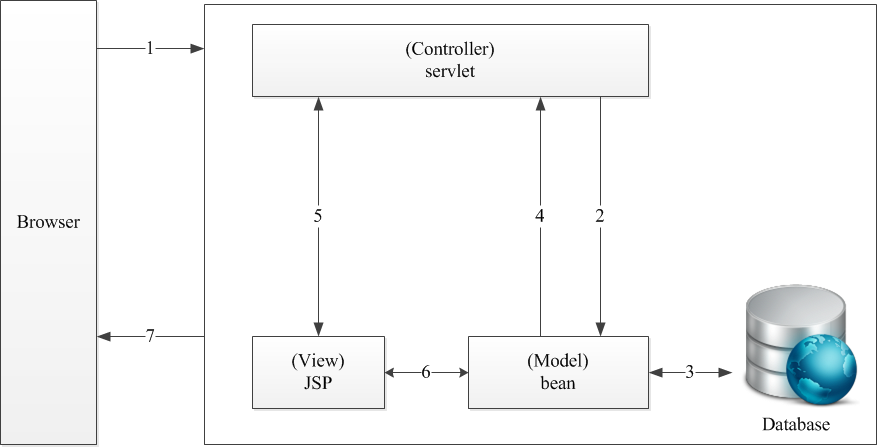 1
(Controller)
servlet
Browser
5
4
2
7
(View)
JSP
6
(Model)
bean
3
Database